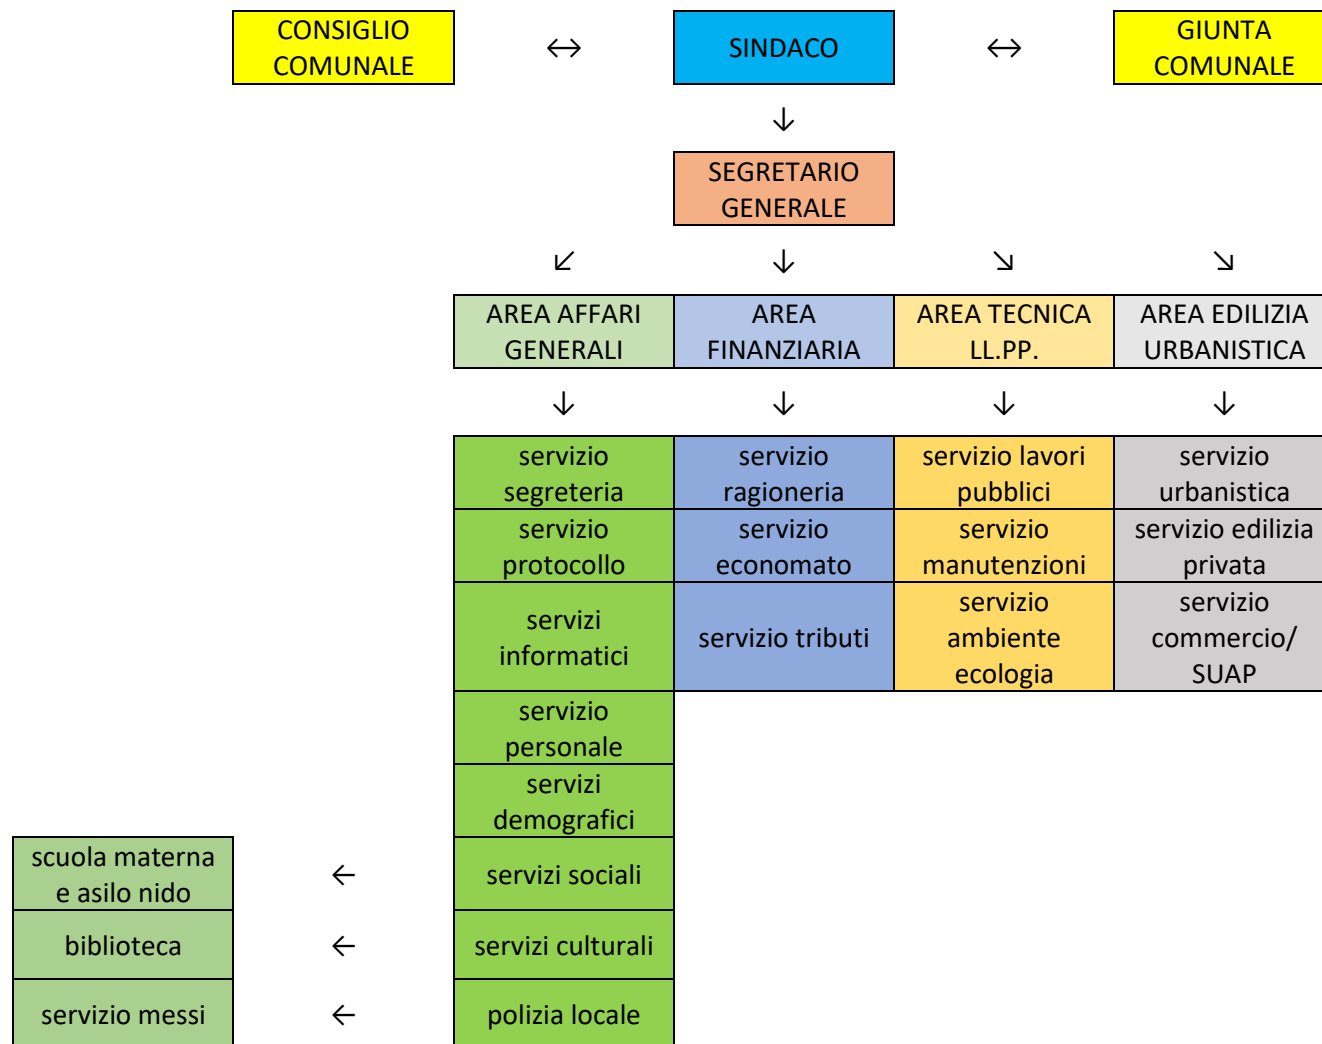 CONSIGLIO
COMUNALE
↔
SINDACO
↔
GIUNTA
COMUNALE
↓
SEGRETARIO
GENERALE
↙ ↓ ↘ ↘
AREA AFFARI
GENERALI
AREA
FINANZIARIA
AREA TECNICA
LL.PP.
AREA EDILIZIA
URBANISTICA
↓ ↓ ↓ ↓
servizio
segreteria
servizio
ragioneria
servizio lavori
pubblici
servizio
urbanistica
servizio
protocollo
servizio
economato
servizio
manutenzioni
servizio edilizia
privata
servizi
informatici
servizio tributi
servizio
ambiente
ecologia
servizio
commercio/
SUAP
servizio
personale
servizi
demografici
scuola materna
e asilo nido
←
servizi sociali
biblioteca
←
servizi culturali
servizio messi
←
polizia locale